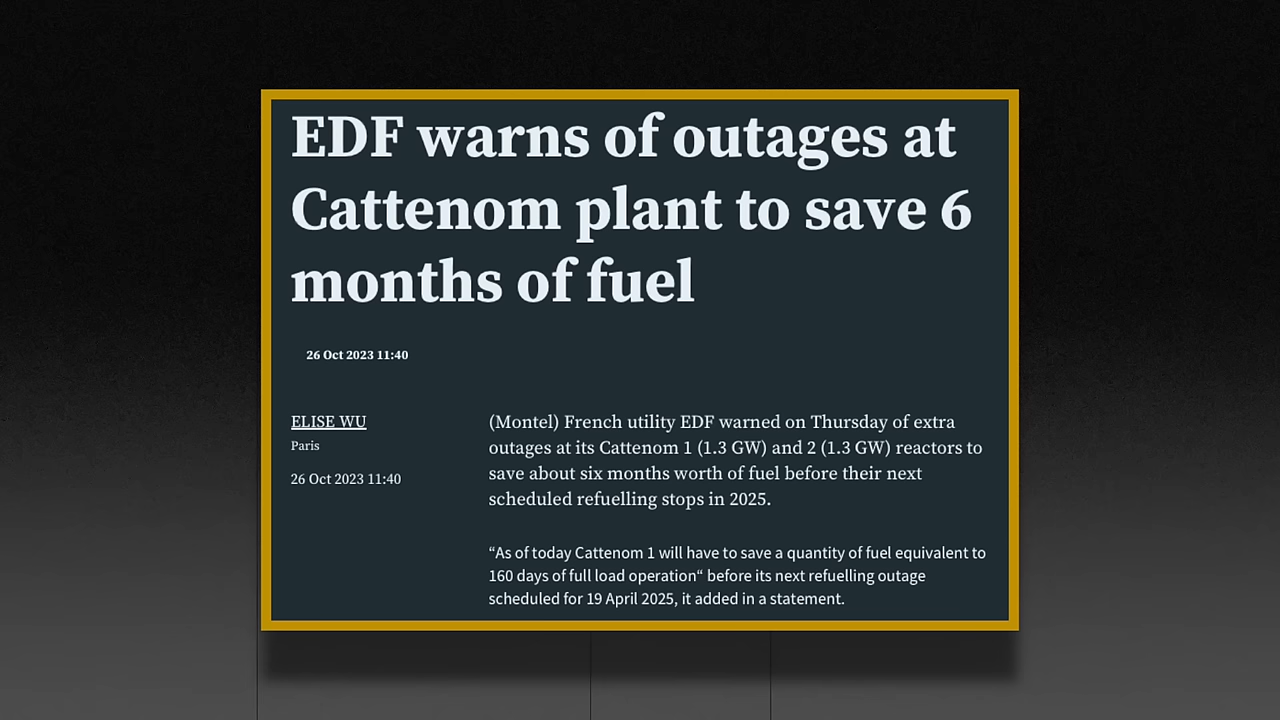 EDF warns of outages at
Cattenom plant to save 6
months of fuel
26 Oct 2023 11:40
ELISE WU
Paris
26 Oct 2023 11:40
(Montel) French utility EDF warned on Thursday of extra
outages at its Cattenom 1 (1.3 GW) and 2 (1.3 GW) reactors to
save about six months worth of fuel before their next
scheduled refuelling stops in 2025.
“As of today Cattenom 1 will have to save a quantity of fuel equivalent to
160 days of full load operation“ before its next refuelling outage
scheduled for 19 April 2025, it added in a statement.